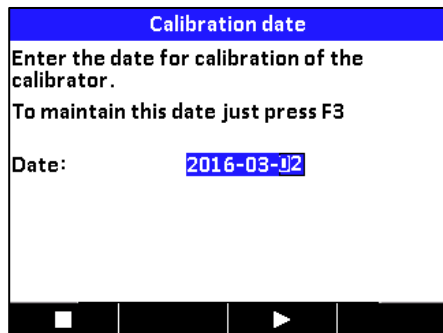 Calibration date
Enter the date for calibration of the
calibrator.
To maintain this date just press F3
Date: 2016-03-02